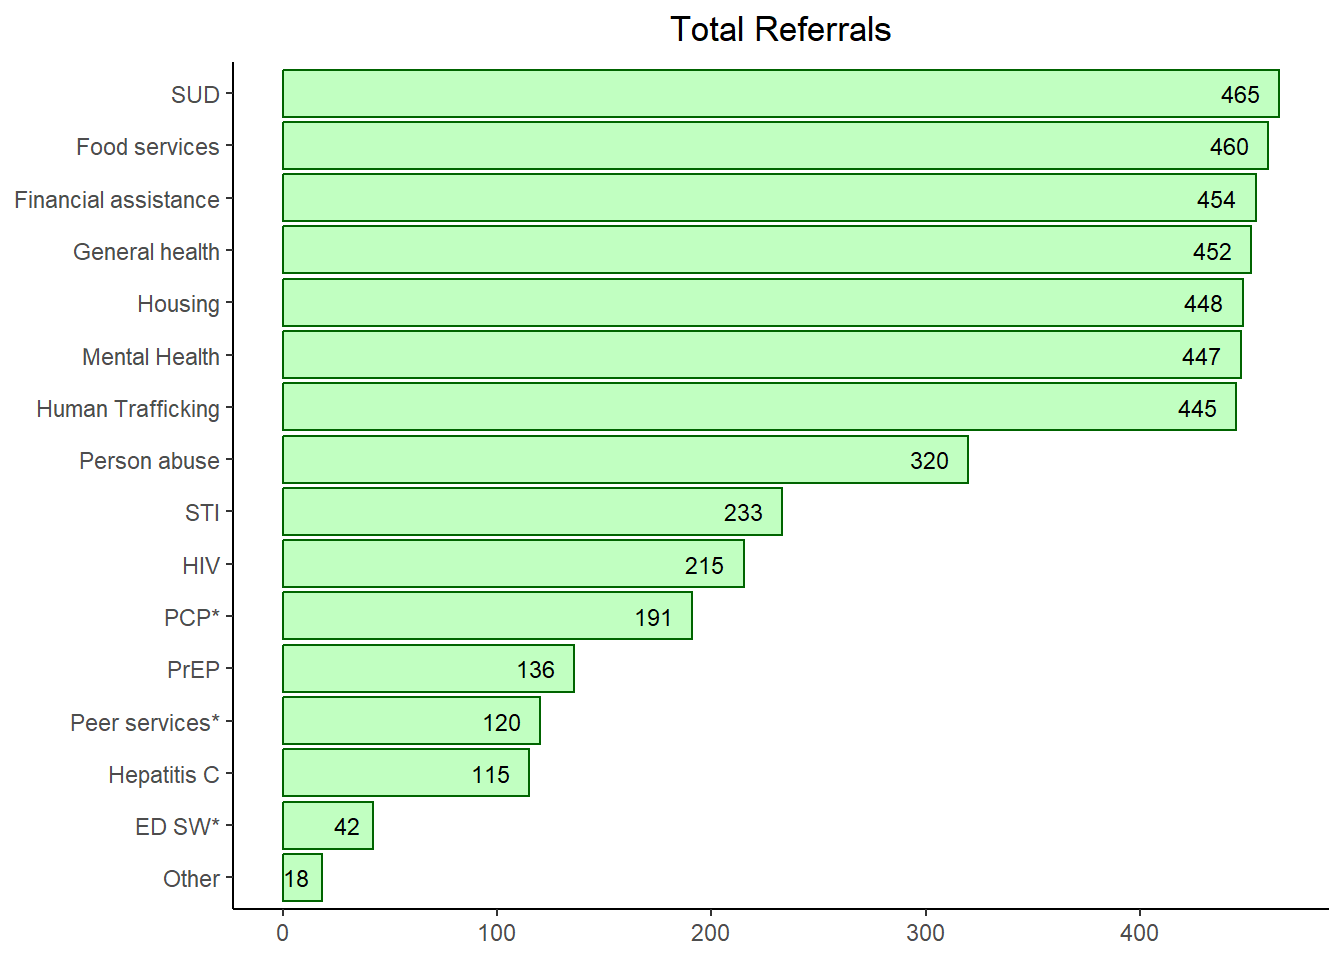 Total Referrals
SUD 465
Food services 460
Financial assistance 454
General health 452
Housing 448
Mental Health 447
Human Trafficking 445
Person abuse 320
STI 233
HIV 215
PCP* 191
PrEP 136
Peer services* 120
Hepatitis C 115
ED SW* 42
Other 18
0 100 200 300 400